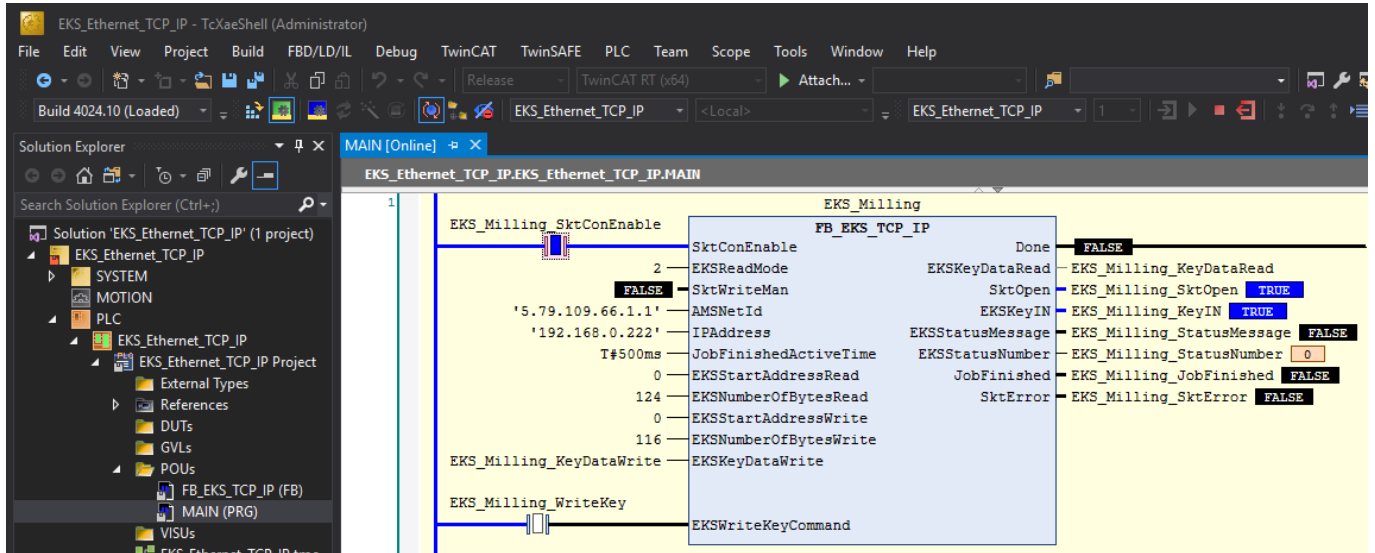 EKS_Ethernet_TCP_IP - TcXaeShell (Administrator)
File Edit View Project Build FBD/LD/IL Debug TwinCAT TwinSAFE PLC Team Scope Tools Window Help
Release TwinCAT RT (x64) Attach...
Build 4024.10 (Loaded) EKS_Ethernet_TCP_IP <Local> EKS_Ethernet_TCP_IP 1
Solution Explorer
Search Solution Explorer (Ctrl+;)
Solution 'EKS_Ethernet_TCP_IP' (1 project)
EKS_Ethernet_TCP_IP
SYSTEM
MOTION
PLC
EKS_Ethernet_TCP_IP
EKS_Ethernet_TCP_IP Project
External Types
References
DUTs
GVLs
POUs
FB_EKS_TCP_IP (FB)
MAIN (PRG)
VISUs
MAIN [Online]
EKS_Ethernet_TCP_IP.EKS_Ethernet_TCP_IP.MAIN
1
EKS_Milling
EKS_Milling_SktConEnable FB_EKS_TCP_IP
SktConEnable Done FALSE
2 EKSReadMode EKSKeyDataRead EKS_Milling_KeyDataRead
FALSE SktWriteMan SktOpen EKS_Milling_SktOpen TRUE
'5.79.109.66.1.1' AMSNetId EKSKeyIN EKS_Milling_KeyIN TRUE
'192.168.0.222' IPAddress EKSStatusMessage EKS_Milling_StatusMessage FALSE
T#500ms JobFinishedActiveTime EKSStatusNumber EKS_Milling_StatusNumber 0
0 EKSStartAddressRead JobFinished EKS_Milling_JobFinished FALSE
124 EKSNumberOfBytesRead SktError EKS_Milling_SktError FALSE
0 EKSStartAddressWrite
116 EKSNumberOfBytesWrite
EKS_Milling_KeyDataWrite EKSKeyDataWrite
EKS_Milling_WriteKey
EKSWriteKeyCommand